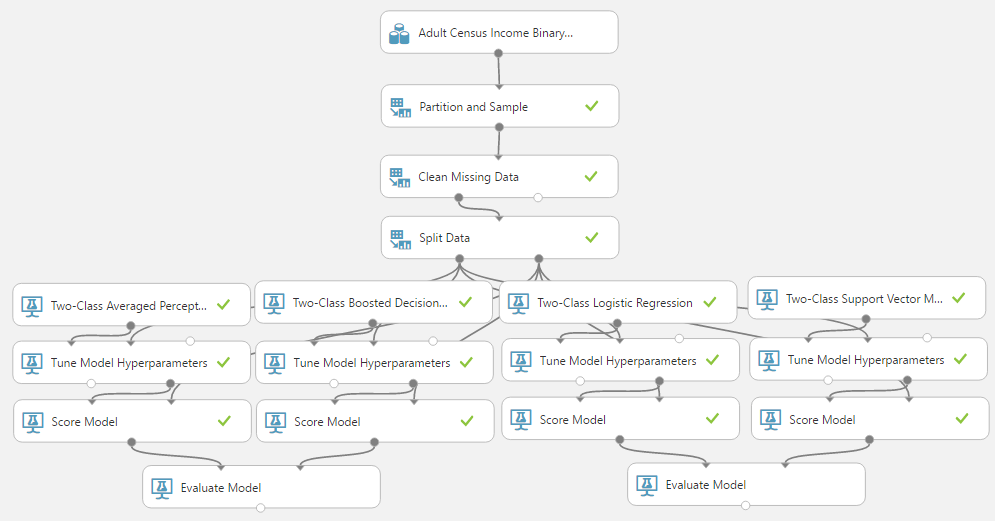 Adult Census Income Binary...
Partition and Sample
Clean Missing Data
Split Data
Two-Class Averaged Percept...
Two-Class Boosted Decision...
Two-Class Logistic Regression
Two-Class Support Vector M...
Tune Model Hyperparameters
Tune Model Hyperparameters
Tune Model Hyperparameters
Tune Model Hyperparameters
Score Model
Score Model
Score Model
Score Model
Evaluate Model
Evaluate Model